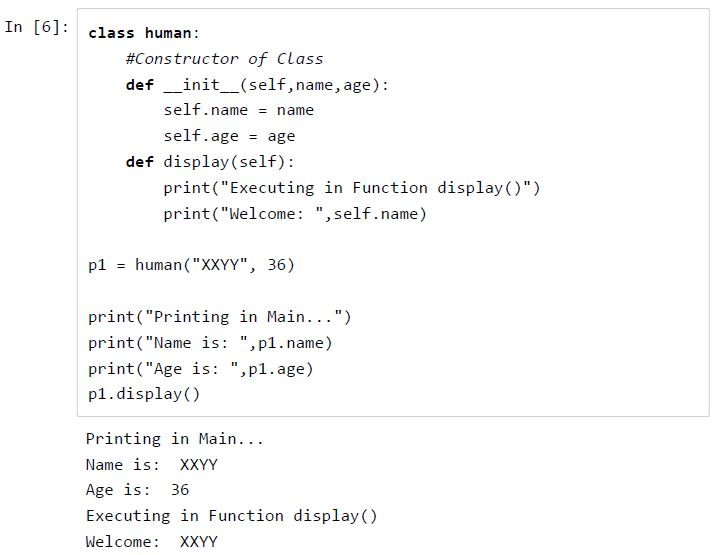 In [6]:
class human:
    #Constructor of Class
    def __init__(self,name,age):
        self.name = name
        self.age = age
    def display(self):
        print("Executing in Function display()")
        print("Welcome: ",self.name)

p1 = human("XXYY", 36)

print("Printing in Main...")
print("Name is: ",p1.name)
print("Age is: ",p1.age)
p1.display()
Printing in Main...
Name is:  XXYY
Age is:  36
Executing in Function display()
Welcome:  XXYY